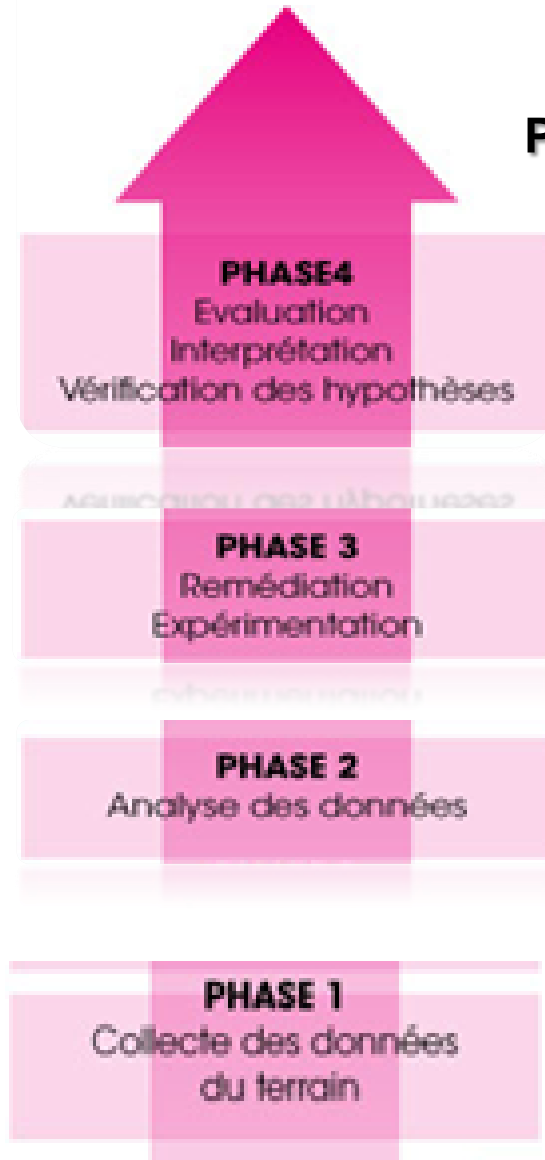 P
PHASE4
Evaluation
Interprétation
Vérification des hypothèses
PHASE 3
Remédiation
Expérimentation
PHASE 2
Analyse des données
PHASE 1
Collecte des données
du terrain